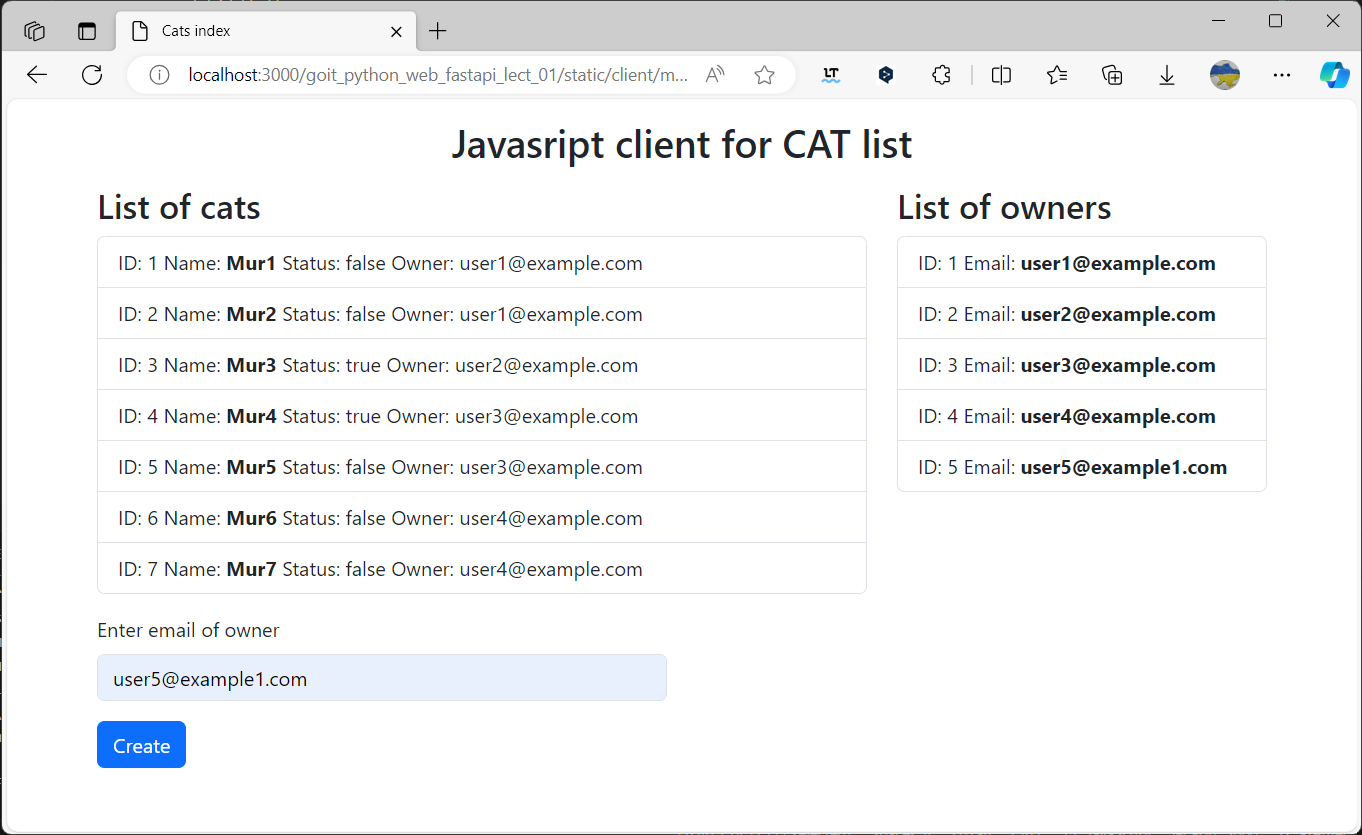 Cats index
localhost:3000/goit_python_web_fastapi_lect_01/static/client/m...
Javasript client for CAT list
List of cats
ID: 1 Name: Mur1 Status: false Owner: user1@example.com
ID: 2 Name: Mur2 Status: false Owner: user1@example.com
ID: 3 Name: Mur3 Status: true Owner: user2@example.com
ID: 4 Name: Mur4 Status: true Owner: user3@example.com
ID: 5 Name: Mur5 Status: false Owner: user3@example.com
ID: 6 Name: Mur6 Status: false Owner: user4@example.com
ID: 7 Name: Mur7 Status: false Owner: user4@example.com
Enter email of owner
user5@example1.com
Create
List of owners
ID: 1 Email: user1@example.com
ID: 2 Email: user2@example.com
ID: 3 Email: user3@example.com
ID: 4 Email: user4@example.com
ID: 5 Email: user5@example1.com